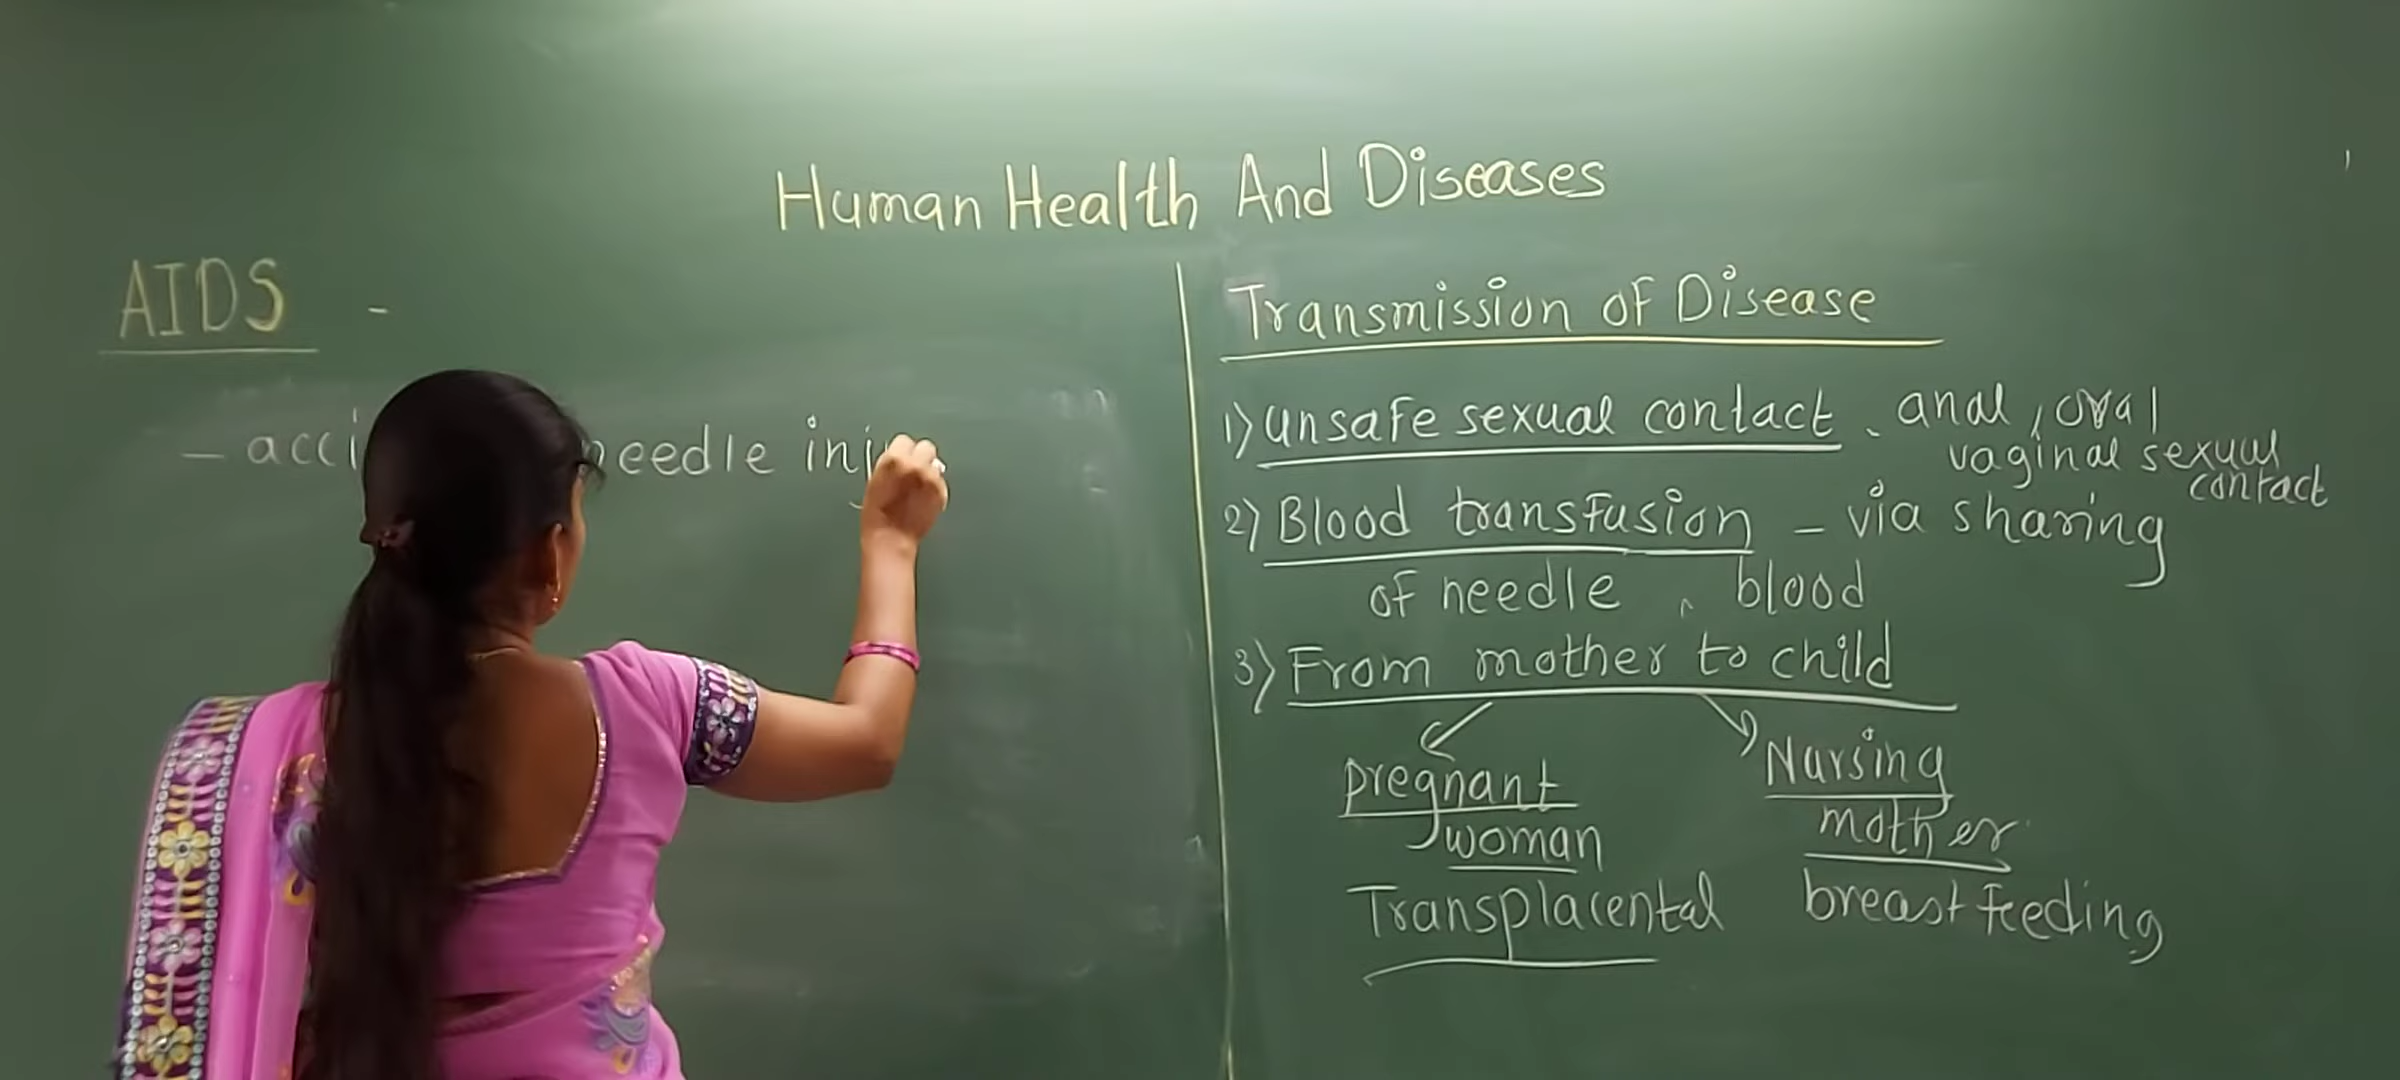 Human Health And Diseases
AIDS -
- acci needle inj
Transmission of Disease
1) unsafe sexual contact . anal , oral
vaginal sexual
contact
2) Blood transfusion - via sharing
of needle , blood
3) From mother to child
pregnant
woman
Transplacental
Nursing
mother
breast feeding